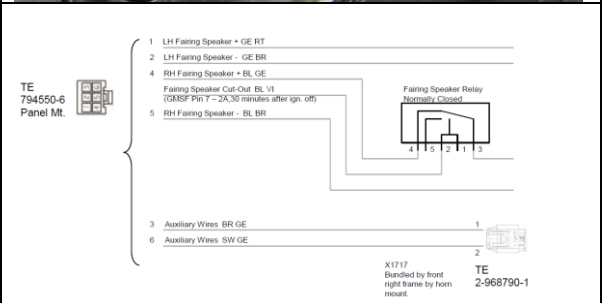 1 LH Fairing Speaker + GE RT
2 LH Fairing Speaker - GE BR
4 RH Fairing Speaker + BL GE
Fairing Speaker Cut-Out BL VI
(GMSF Pin 7 – 2A,30 minutes after ign. off)
5 RH Fairing Speaker - BL BR
TE
794550-6
Panel Mt.
Fairing Speaker Relay
Normally Closed
4 5 2 1 3
3 Auxiliary Wires BR GE
6 Auxiliary Wires SW GE
1
2
X1717
Bundled by front
right frame by horn
mount.
TE
2-968790-1